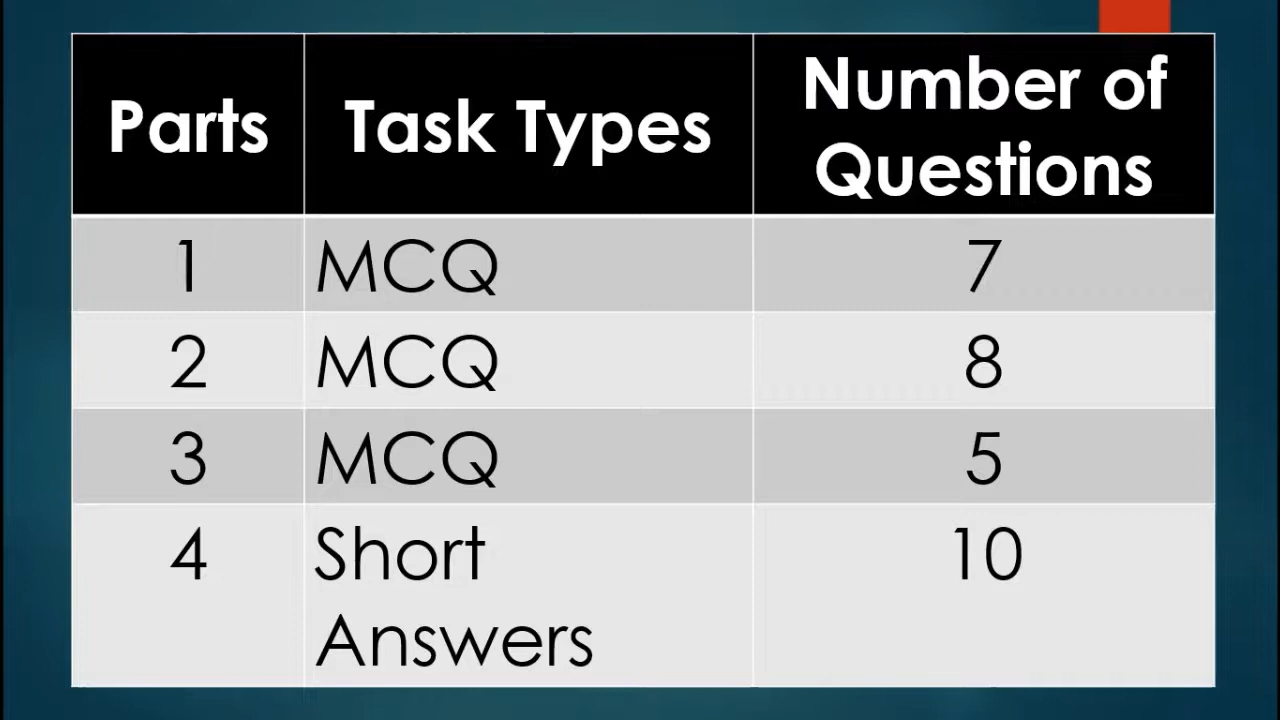 Parts Task Types Number of
Questions
1 MCQ 7
2 MCQ 8
3 MCQ 5
4 Short 10
Answers